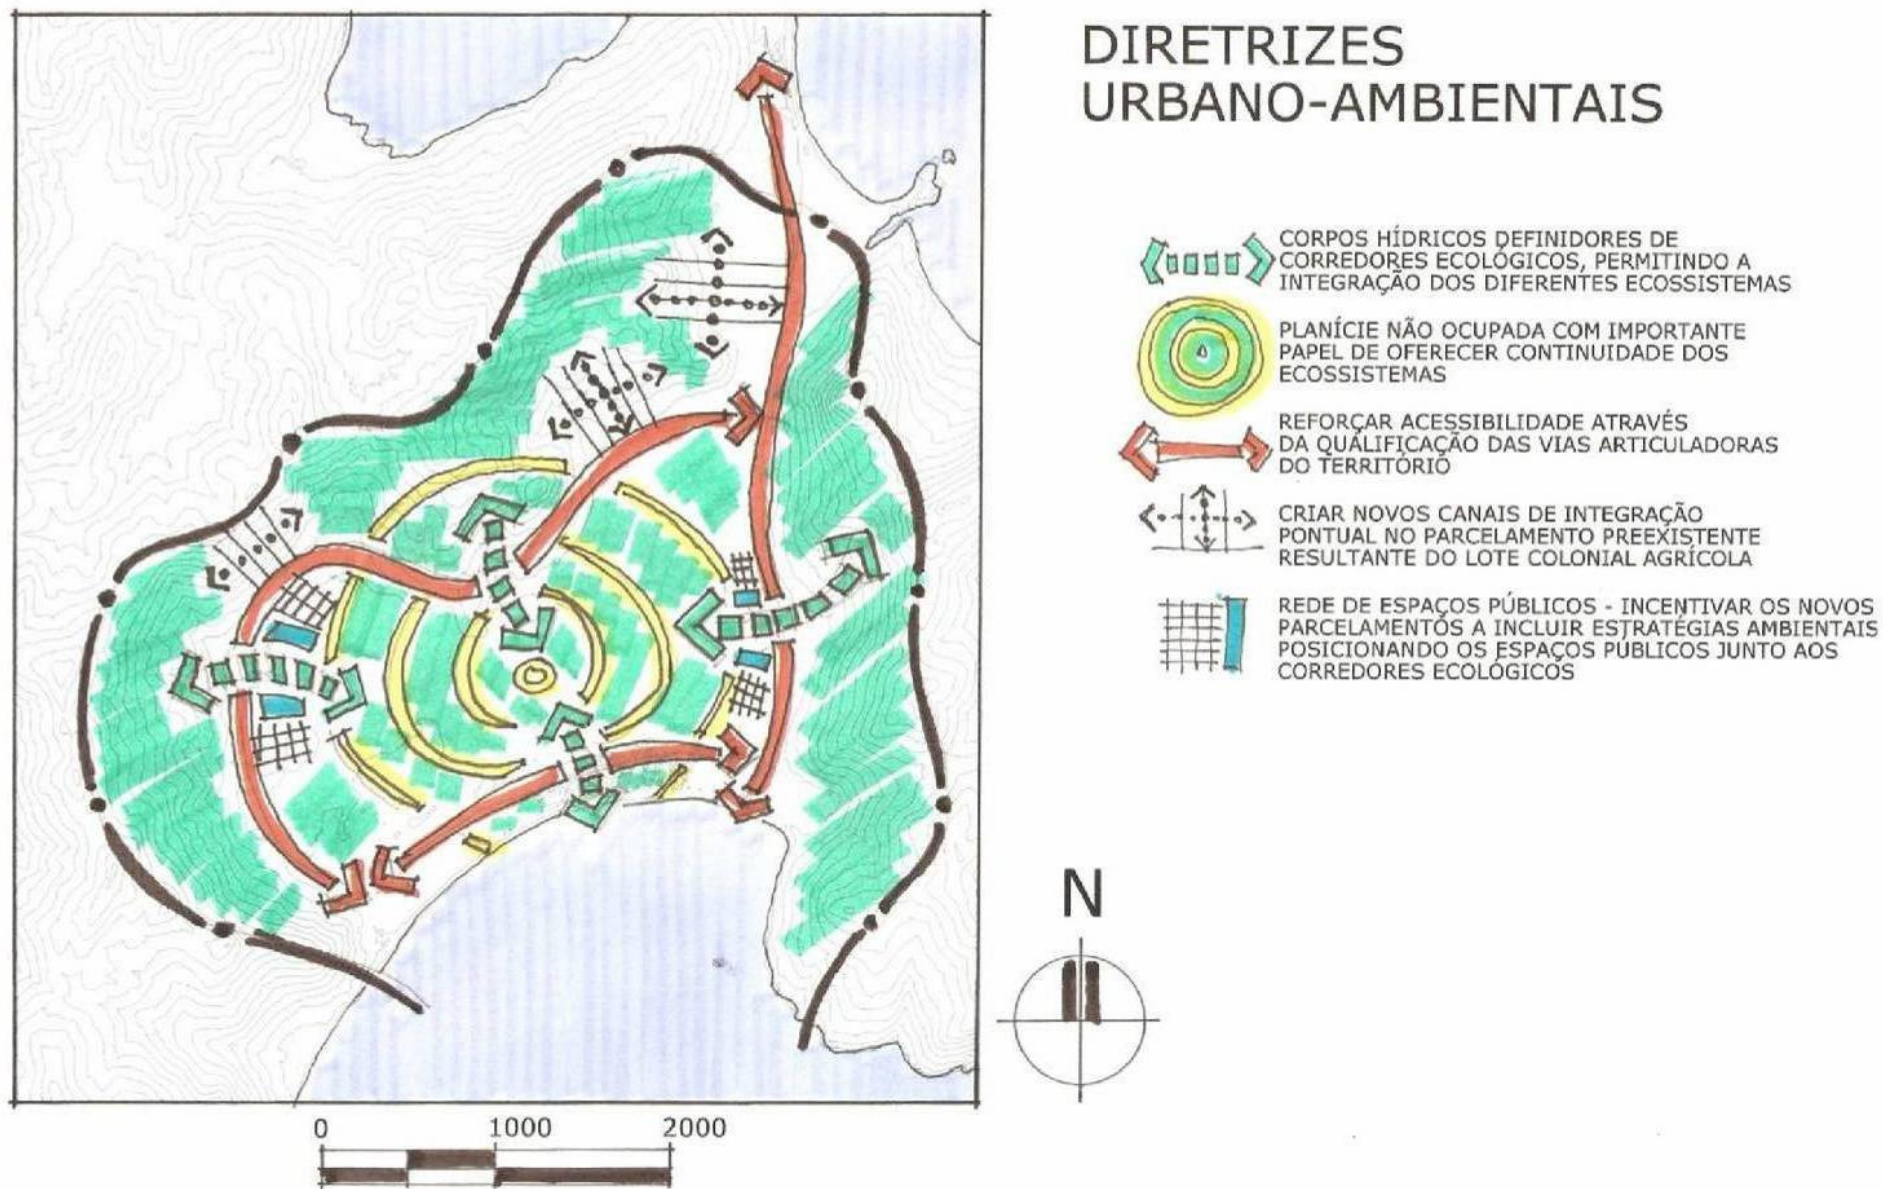 DIRETRIZES
URBANO-AMBIENTAIS
CORPOS HÍDRICOS DEFINIDORES DE
CORREDORES ECOLÓGICOS, PERMITINDO A
INTEGRAÇÃO DOS DIFERENTES ECOSSISTEMAS
PLANÍCIE NÃO OCUPADA COM IMPORTANTE
PAPEL DE OFERECER CONTINUIDADE DOS
ECOSSISTEMAS
REFORÇAR ACESSIBILIDADE ATRAVÉS
DA QUALIFICAÇÃO DAS VIAS ARTICULADORAS
DO TERRITÓRIO
CRIAR NOVOS CANAIS DE INTEGRAÇÃO
PONTUAL NO PARCELAMENTO PREEXISTENTE
RESULTANTE DO LOTE COLONIAL AGRÍCOLA
REDE DE ESPAÇOS PÚBLICOS - INCENTIVAR OS NOVOS
PARCELAMENTOS A INCLUIR ESTRATÉGIAS AMBIENTAIS
POSICIONANDO OS ESPAÇOS PÚBLICOS JUNTO AOS
CORREDORES ECOLÓGICOS
N
0 1000 2000